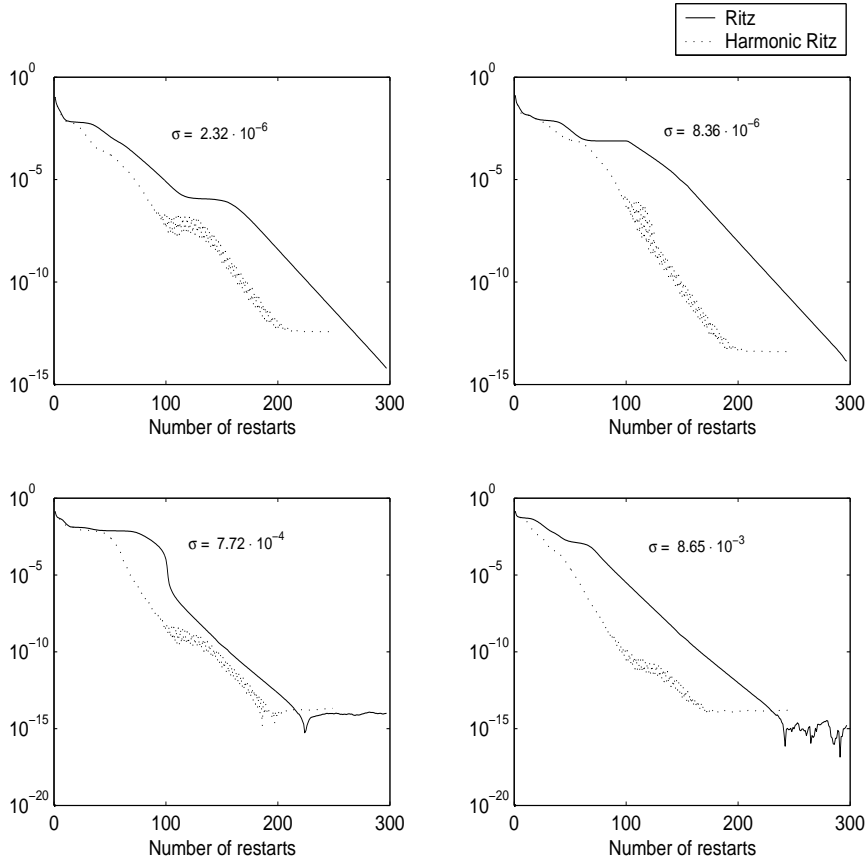 Ritz
Harmonic Ritz
10^0
10^−5
10^−10
10^−15
σ = 2.32 · 10^−6
0 100 200 300
Number of restarts
10^0
10^−5
10^−10
10^−15
σ = 8.36 · 10^−6
0 100 200 300
Number of restarts
10^0
10^−5
10^−10
10^−15
10^−20
σ = 7.72 · 10^−4
0 100 200 300
Number of restarts
10^0
10^−5
10^−10
10^−15
10^−20
σ = 8.65 · 10^−3
0 100 200 300
Number of restarts